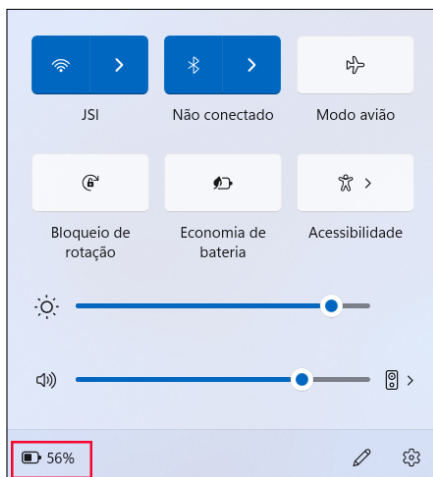 JSI
Não conectado
Modo avião
Bloqueio de
rotação
Economia de
bateria
Acessibilidade
56%